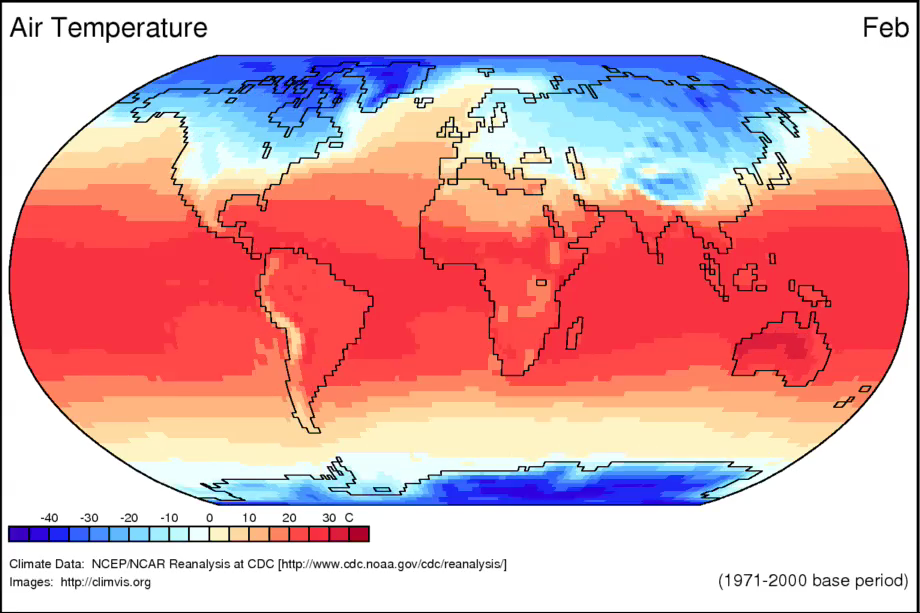 Air Temperature Feb
-40 -30 -20 -10 0 10 20 30 C
Climate Data: NCEP/NCAR Reanalysis at CDC [http://www.cdc.noaa.gov/cdc/reanalysis/]
Images: http://climvis.org (1971-2000 base period)